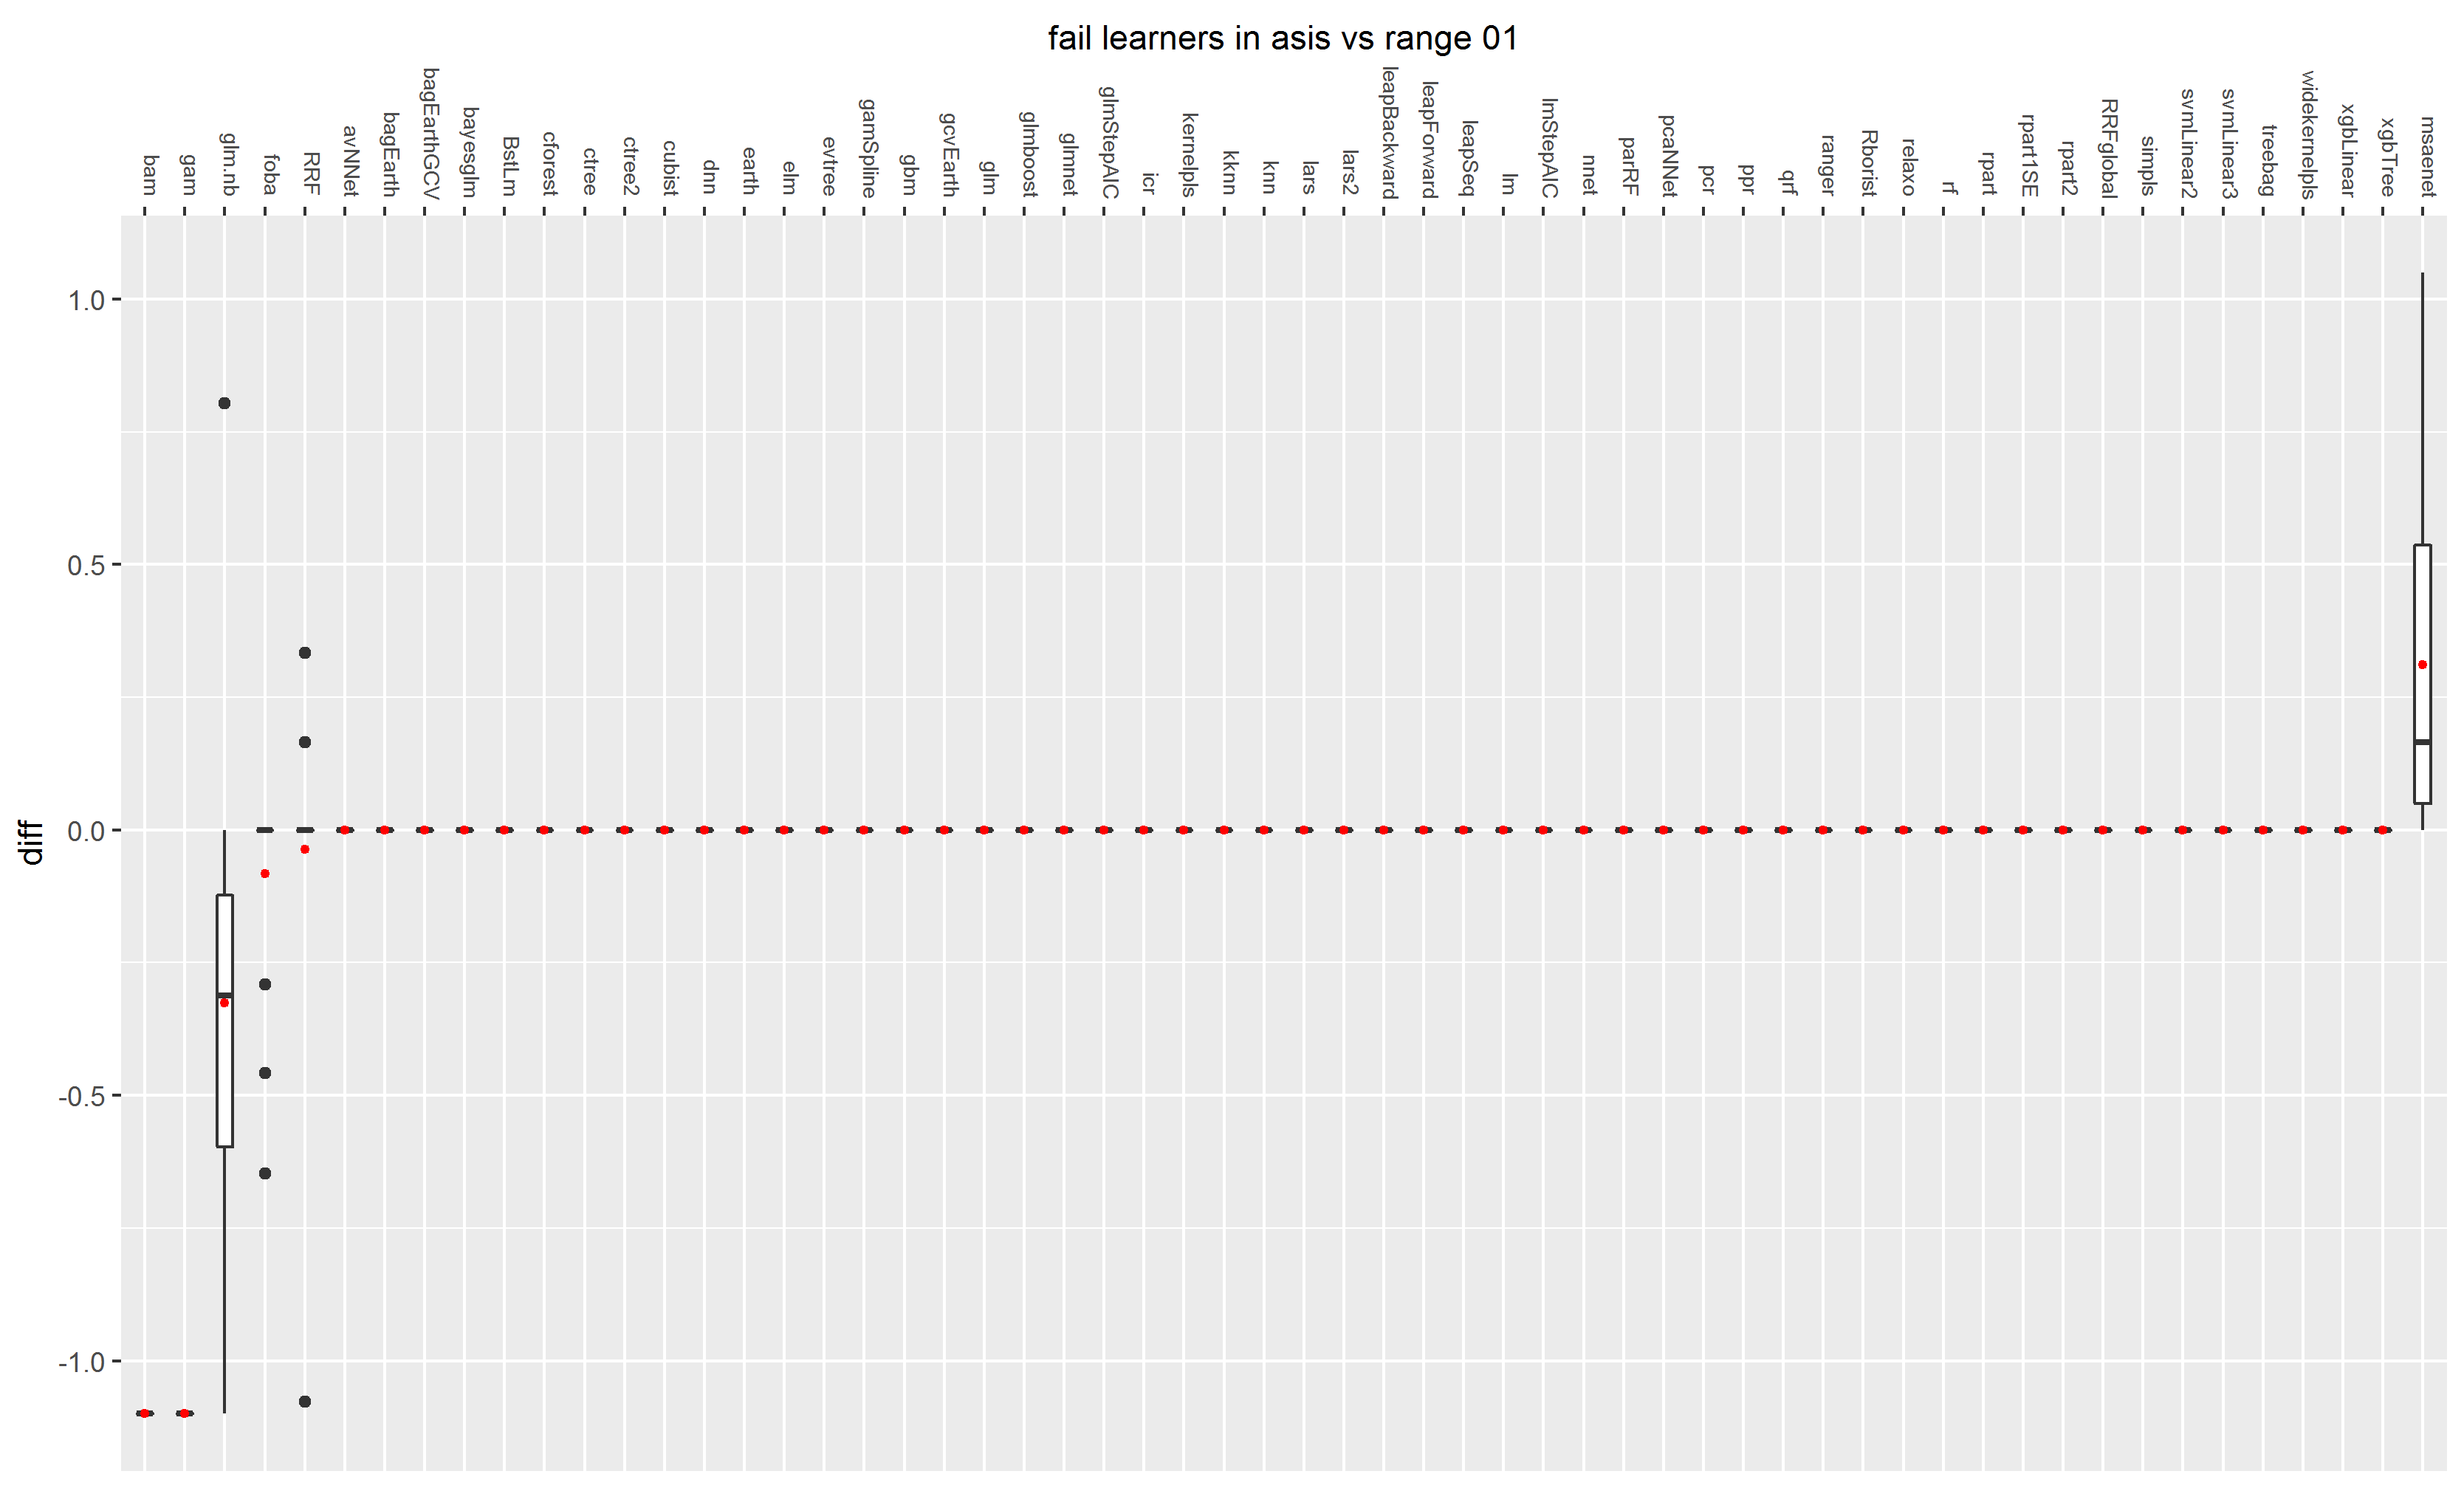 fail learners in asis vs range 01
bam
gam
glm.nb
foba
RRF
avNNet
bagEarth
bagEarthGCV
bayesglm
BstLm
cforest
ctree
ctree2
cubist
dnn
earth
elm
evtree
gamSpline
gbm
gcvEarth
glm
glmboost
glmnet
glmStepAIC
icr
kernelpls
kknn
knn
lars
lars2
leapBackward
leapForward
leapSeq
lm
lmStepAIC
nnet
parRF
pcaNNet
pcr
ppr
qrf
ranger
Rborist
relaxo
rf
rpart
rpart1SE
rpart2
RRFglobal
simpls
svmLinear2
svmLinear3
treebag
widekernelpls
xgbLinear
xgbTree
msaenet
1.0
0.5
0.0
-0.5
-1.0
diff